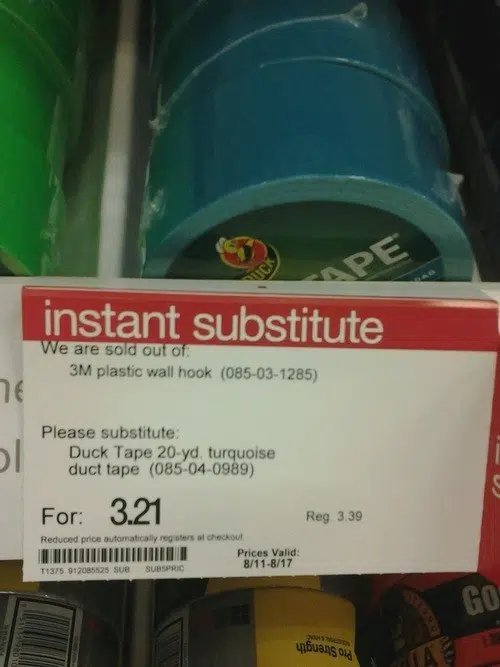 DUCK
TAPE
instant substitute
We are sold out of:
3M plastic wall hook (085-03-1285)
Please substitute:
Duck Tape 20-yd. turquoise
duct tape (085-04-0989)
For: 3.21 Reg. 3.39
Reduced price automatically registers at checkout
Prices Valid:
8/11-8/17
T1375 912085525 SUB SUBSPRIC
Pro Strength
GO